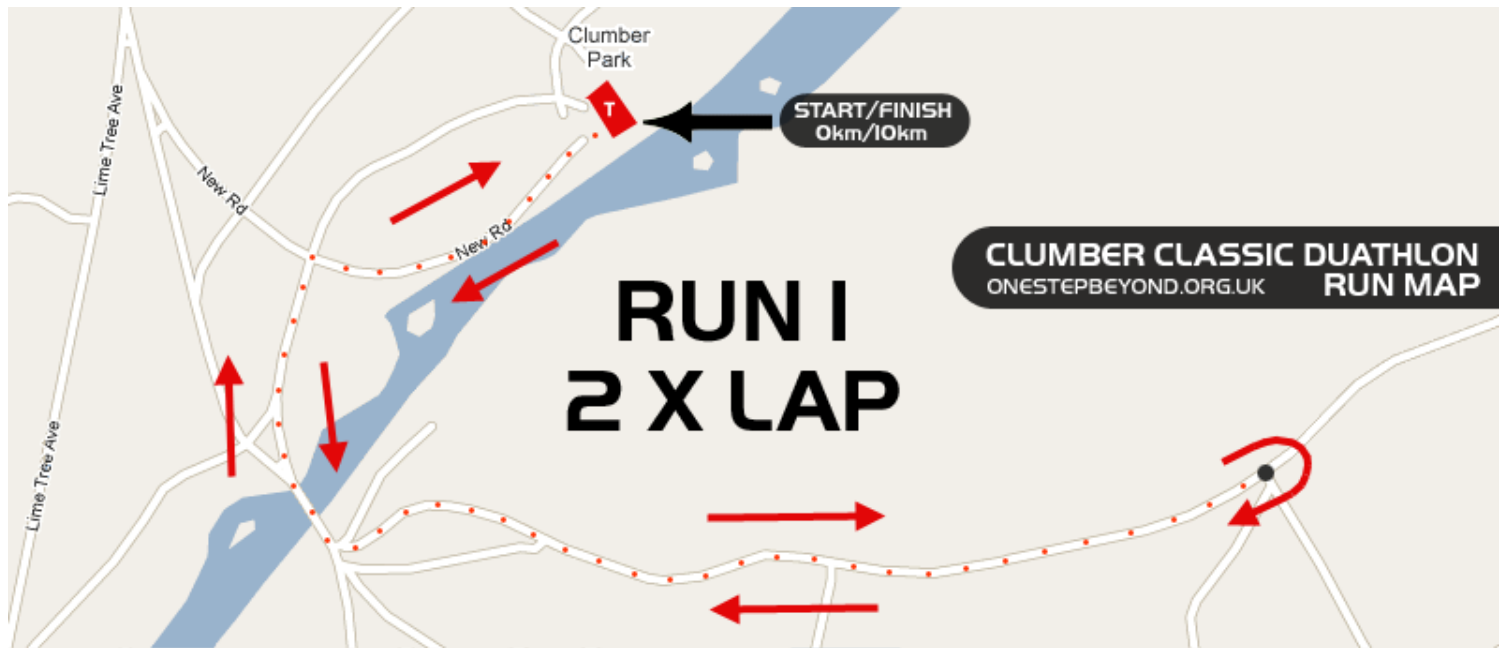 Clumber
Park
T
START/FINISH
0km/10km
Lime Tree Ave
New Rd
New Rd
CLUMBER CLASSIC DUATHLON
ONESTEPBEYOND.ORG.UK RUN MAP
RUN 1
2 X LAP
Lime Tree Ave